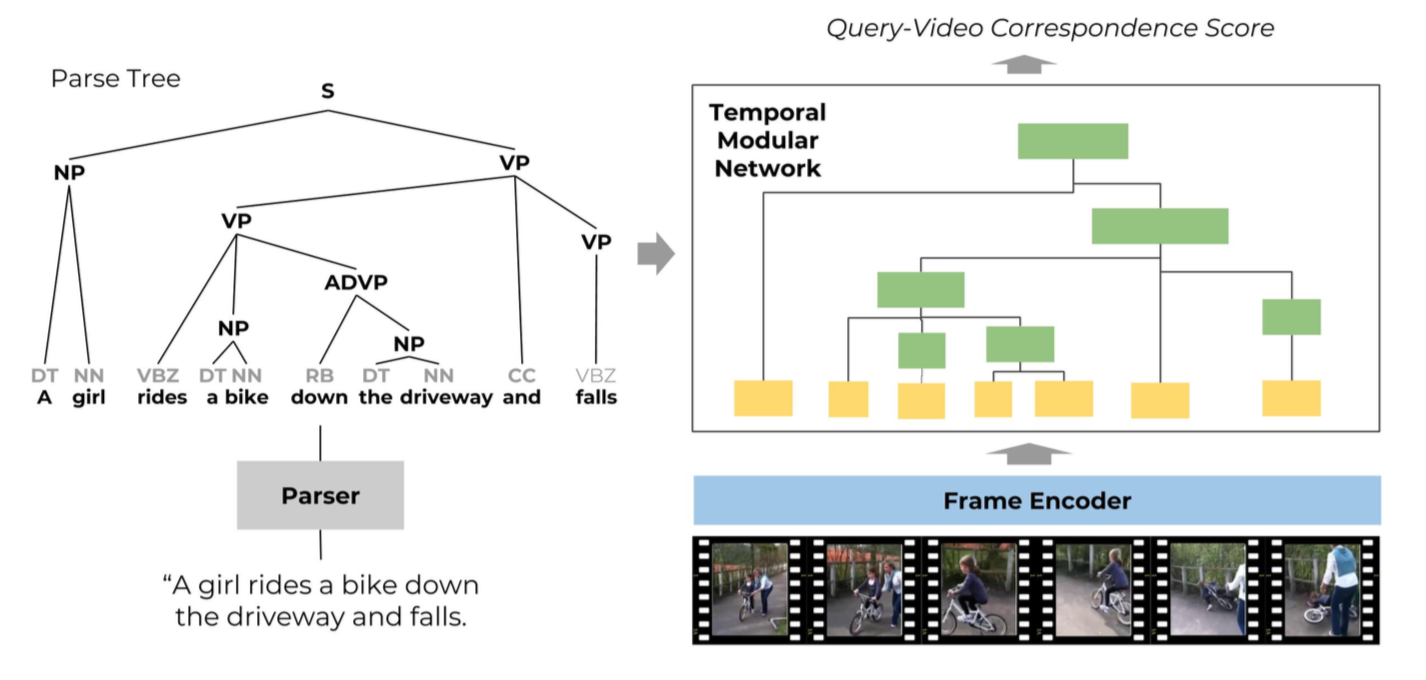 Query-Video Correspondence Score
Parse Tree
S
Temporal
Modular
Network
NP
VP
VP
VP
ADVP
NP
NP
DT NN VBZ DT NN RB DT NN CC VBZ
A girl rides a bike down the driveway and falls
Parser
Frame Encoder
“A girl rides a bike down
the driveway and falls.